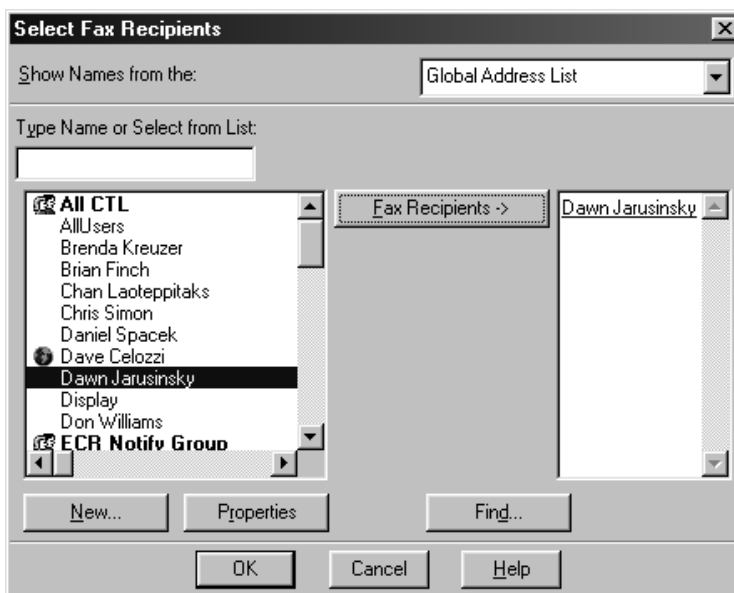 Select Fax Recipients
Show Names from the:
Global Address List
Type Name or Select from List:
All CTL
AllUsers
Brenda Kreuzer
Brian Finch
Chan Laoteppitaks
Chris Simon
Daniel Spacek
Dave Celozzi
Dawn Jarusinsky
Display
Don Williams
ECR Notify Group
Fax Recipients ->
Dawn Jarusinsky
New...
Properties
Find...
OK
Cancel
Help